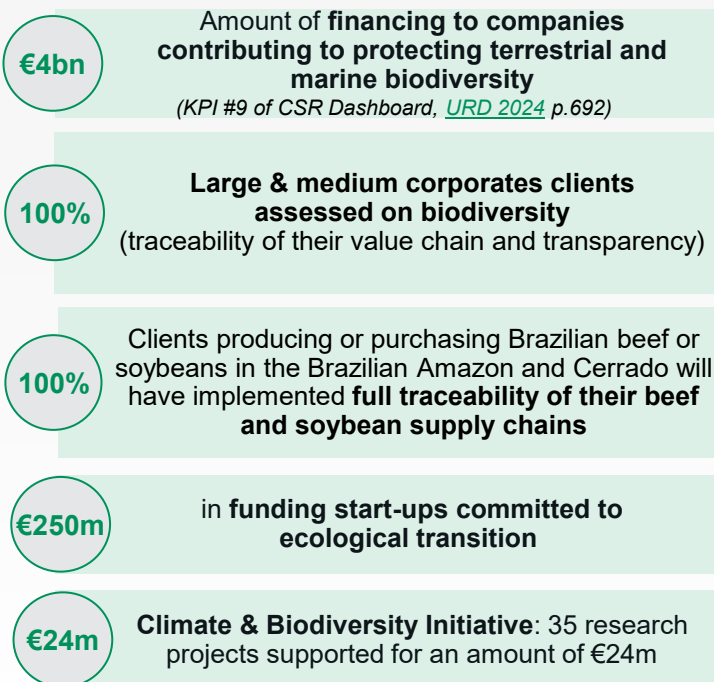 €4bn
Amount of financing to companies
contributing to protecting terrestrial and
marine biodiversity
(KPI #9 of CSR Dashboard, URD 2024 p.692)
100%
Large & medium corporates clients
assessed on biodiversity
(traceability of their value chain and transparency)
100%
Clients producing or purchasing Brazilian beef or
soybeans in the Brazilian Amazon and Cerrado will
have implemented full traceability of their beef
and soybean supply chains
€250m
in funding start-ups committed to
ecological transition
€24m
Climate & Biodiversity Initiative: 35 research
projects supported for an amount of €24m